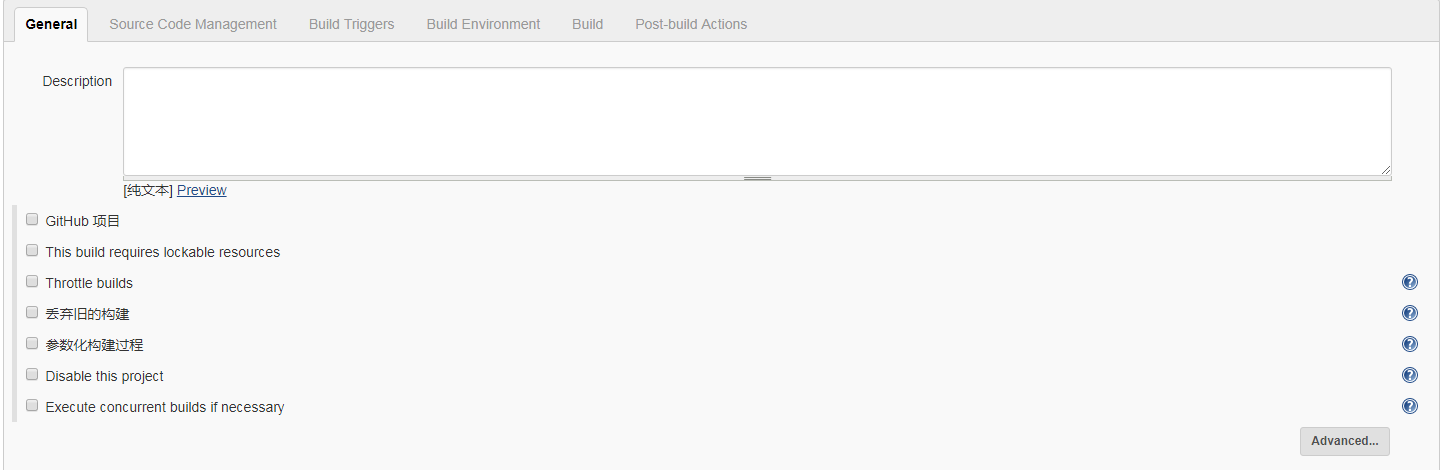 General Source Code Management Build Triggers Build Environment Build Post-build Actions
Description
[纯文本] Preview
GitHub 项目
This build requires lockable resources
Throttle builds
丢弃旧的构建
参数化构建过程
Disable this project
Execute concurrent builds if necessary
Advanced...